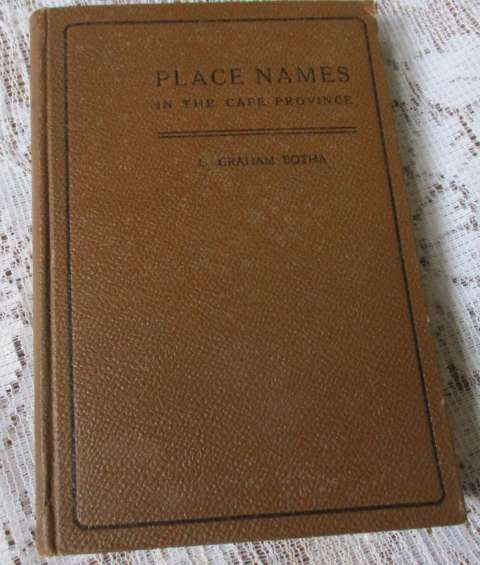 PLACE NAMES
IN THE CAPE PROVINCE
C. GRAHAM BOTHA